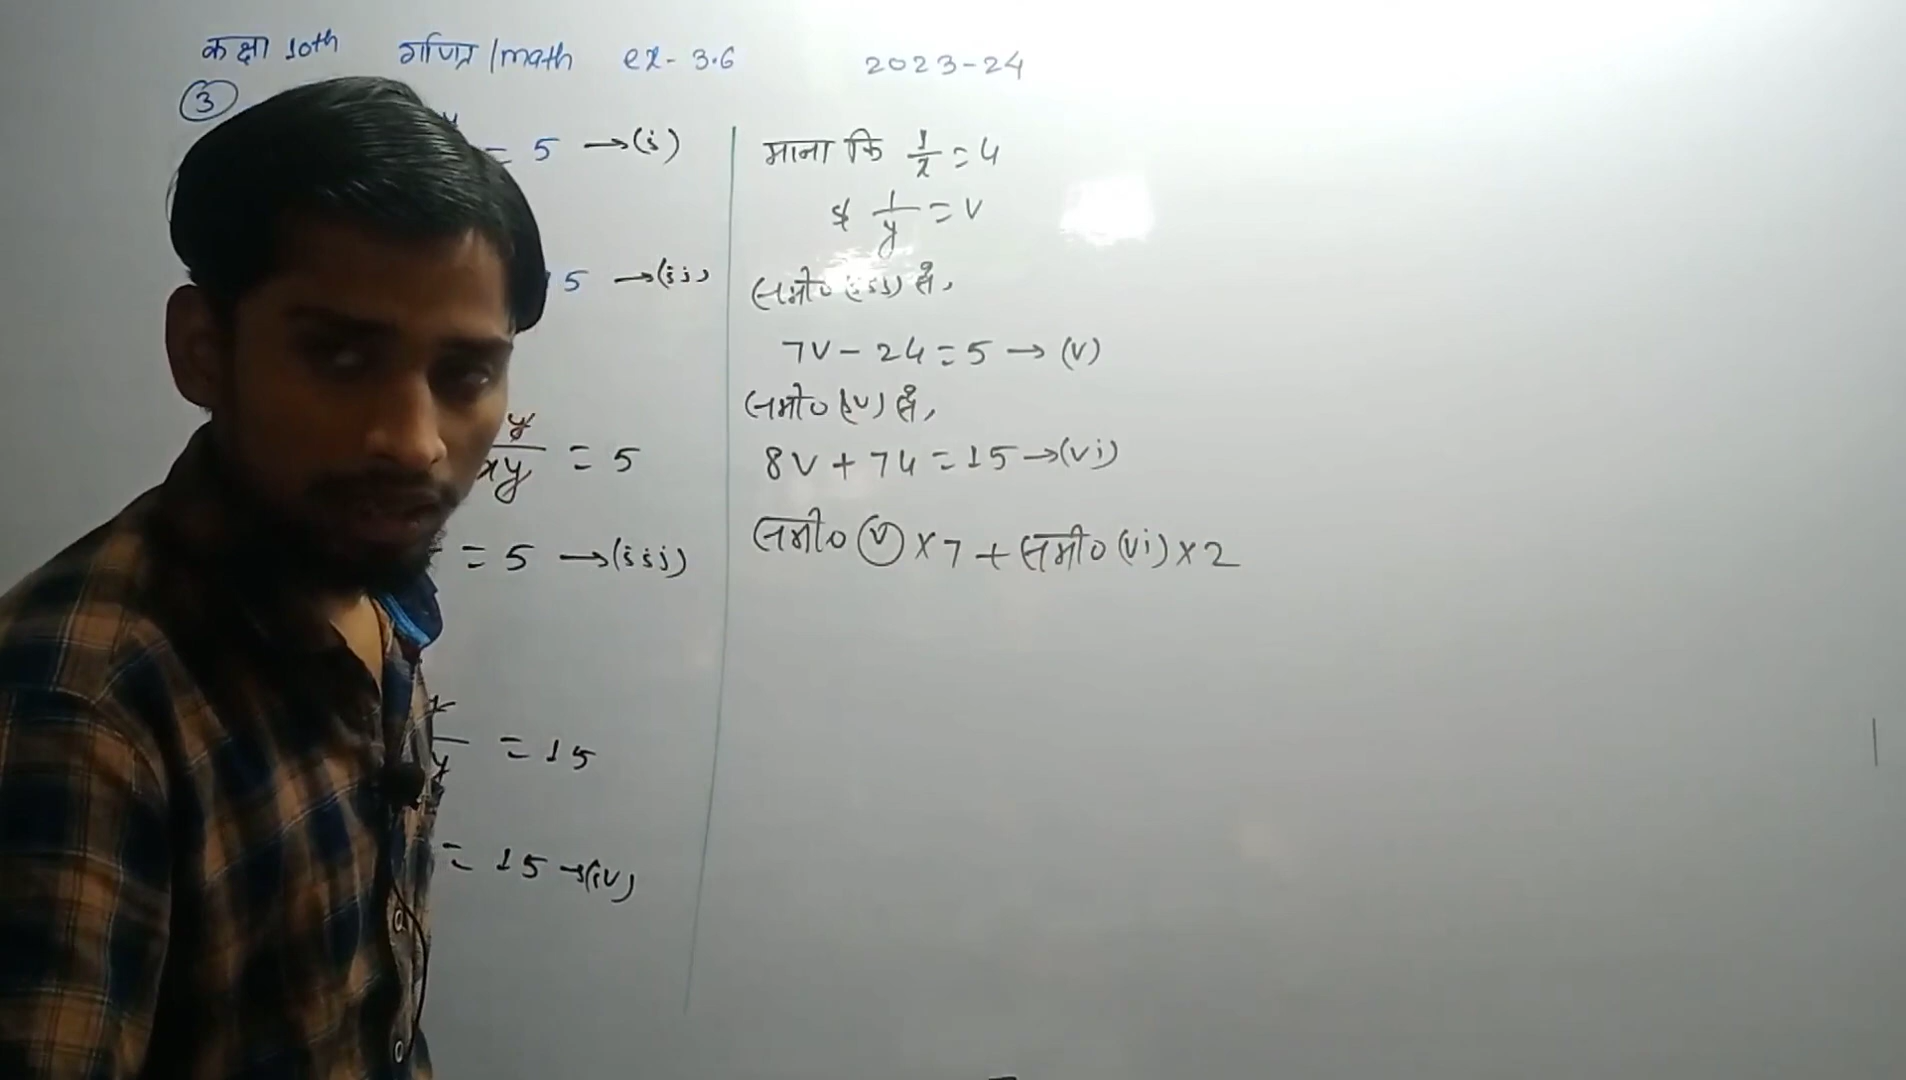 कक्षा 10th गणित / math ex- 3.6 2023-24
3
= 5 → (i)
5 → (ii)
y/xy = 5
= 5 → (iii)
= 15
= 15 → (iv)
माना कि 1/x = u
& 1/y = v
समी० (iii) से,
7v - 2u = 5 → (v)
समी० (iv) से,
8v + 7u = 15 → (vi)
समी० (v) x 7 + समी० (vi) x 2